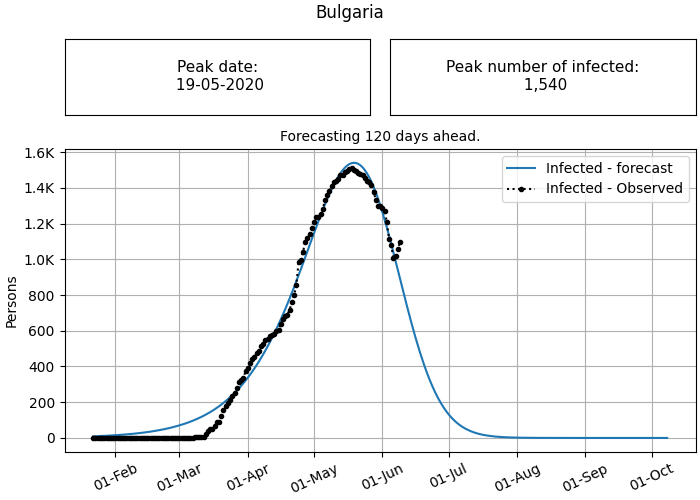 Bulgaria
Peak date:
19-05-2020
Peak number of infected:
1,540
Forecasting 120 days ahead.
1.6K
1.4K
1.2K
1.0K
800
600
400
200
0
Persons
Infected - forecast
Infected - Observed
01-Feb
01-Mar
01-Apr
01-May
01-Jun
01-Jul
01-Aug
01-Sep
01-Oct